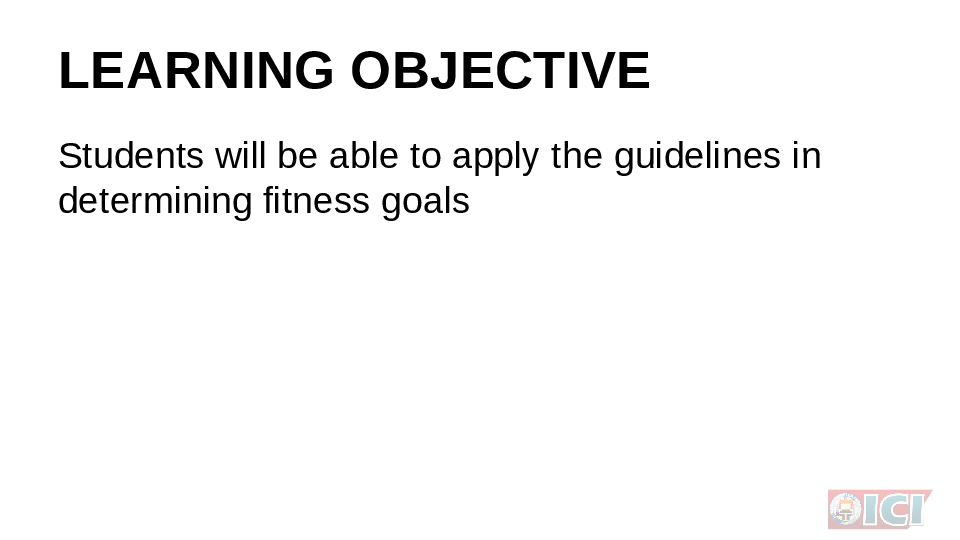 LEARNING OBJECTIVE
Students will be able to apply the guidelines in
determining fitness goals
ICI